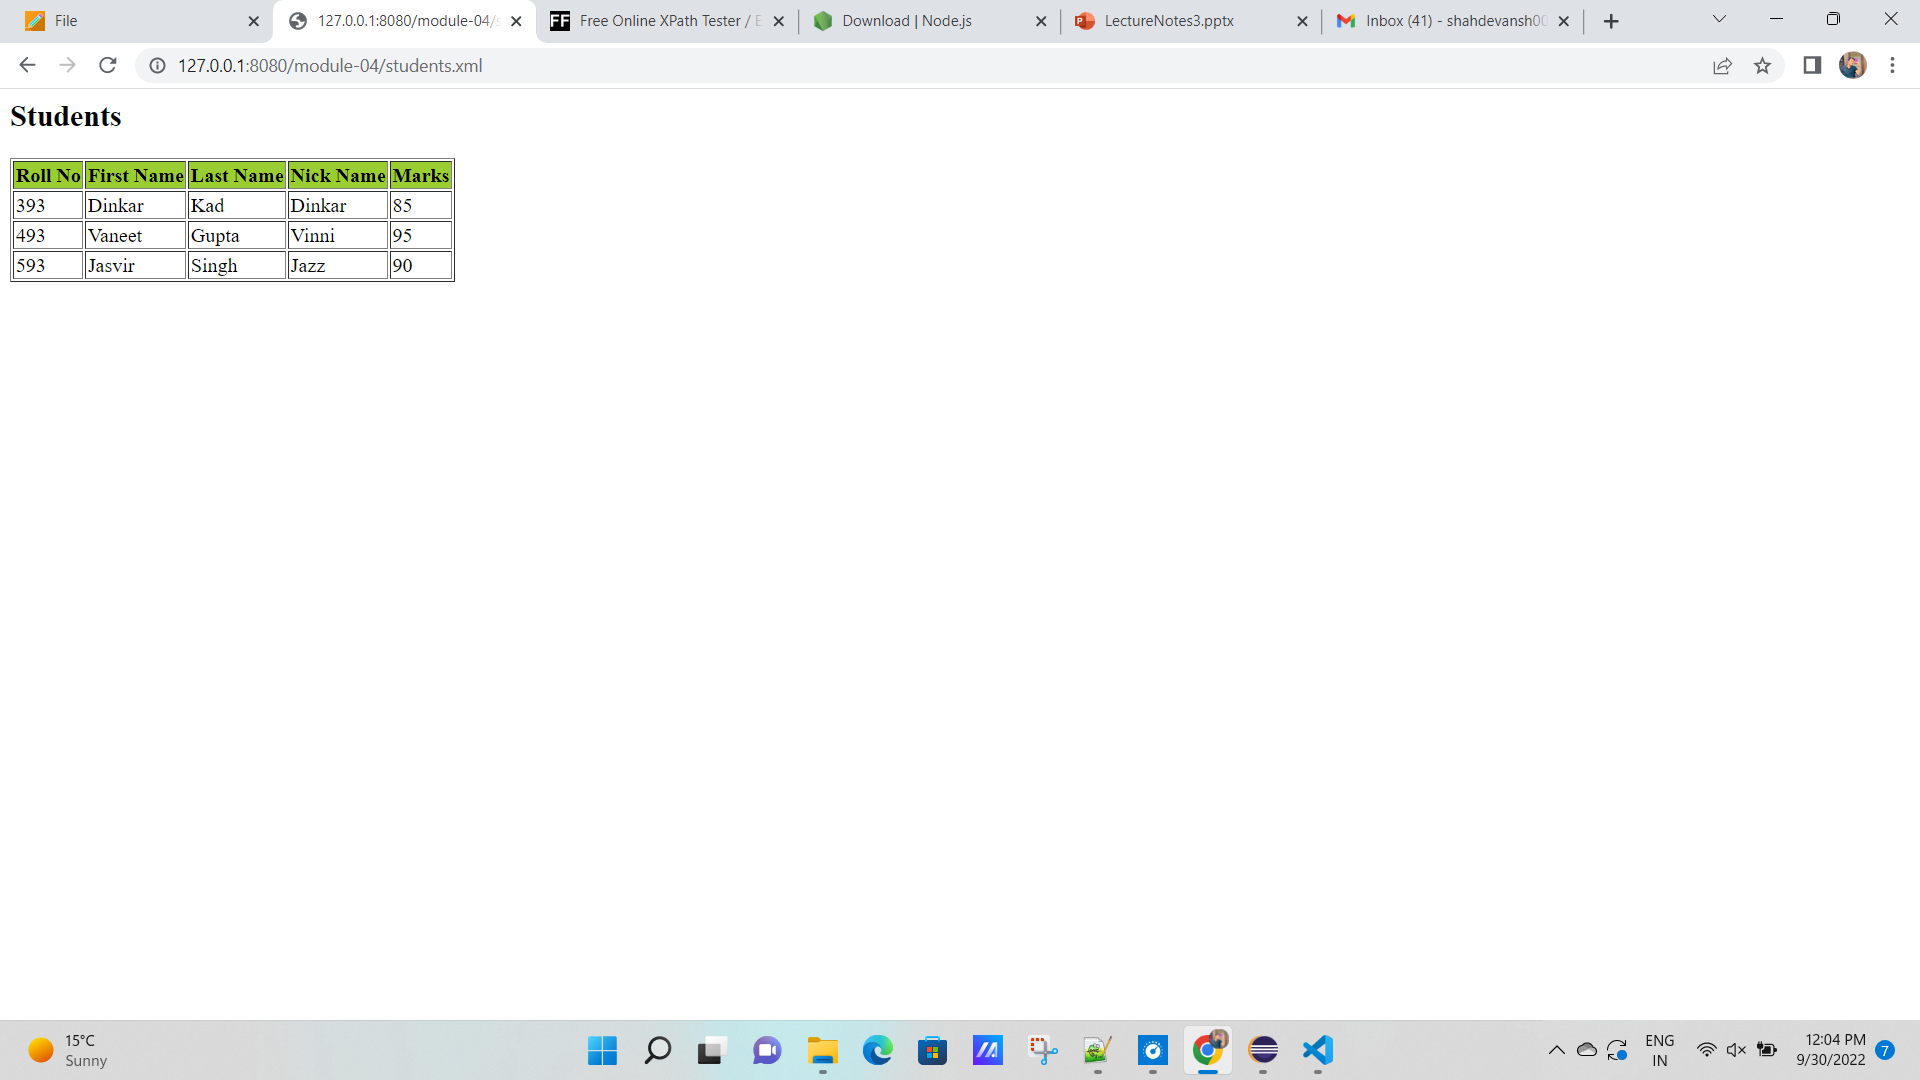 File
127.0.0.1:8080/module-04/s
Free Online XPath Tester / E
Download | Node.js
LectureNotes3.pptx
Inbox (41) - shahdevansh00
127.0.0.1:8080/module-04/students.xml
Students
Roll No First Name Last Name Nick Name Marks
393 Dinkar Kad Dinkar 85
493 Vaneet Gupta Vinni 95
593 Jasvir Singh Jazz 90
15°C
Sunny
ENG
IN
12:04 PM
9/30/2022
7